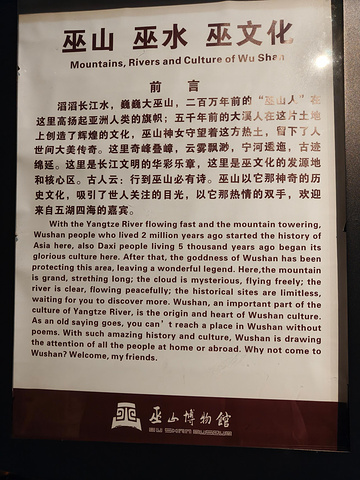 巫山 巫水 巫文化
Mountains, Rivers and Culture of Wu Shan
前 言
滔滔长江水，巍巍大巫山，二百万年前的“巫山人”在
这里高扬起亚洲人类的旗帜；五千年前的大溪人在这片土地
上创造了辉煌的文化，巫山神女守望着这方热土，留下了人
世间大美传奇。这里奇峰叠嶂，云雾飘渺，宁河逶迤，古迹
绵延。这里是长江文明的华彩乐章，这里是巫文化的发源地
和核心区。古人云：行到巫山必有诗。巫山以它那神奇的历
史文化，吸引了世人关注的目光，以它那热情的双手，欢迎
来自五湖四海的嘉宾。
With the Yangtze River flowing fast and the mountain towering,
Wushan people who lived 2 million years ago started the history of
Asia here, also Daxi people living 5 thousand years ago began its
glorious culture here. After that, the goddness of Wushan has been
protecting this area, leaving a wonderful legend. Here,the mountain
is grand, strething long; the cloud is mysterious, flying freely; the
river is clear, flowing peacefully; the historical sites are limitless,
waiting for you to discover more. Wushan, an important part of the
culture of Yangtze River, is the origin and heart of Wushan culture.
As an old saying goes, you can't reach a place in Wushan without
poems. With such amazing history and culture, Wushan is drawing
the attention of all the people at home or abroad. Why not come to
Wushan? Welcome, my friends.
巫山博物馆
WU SHAN MUSEUM